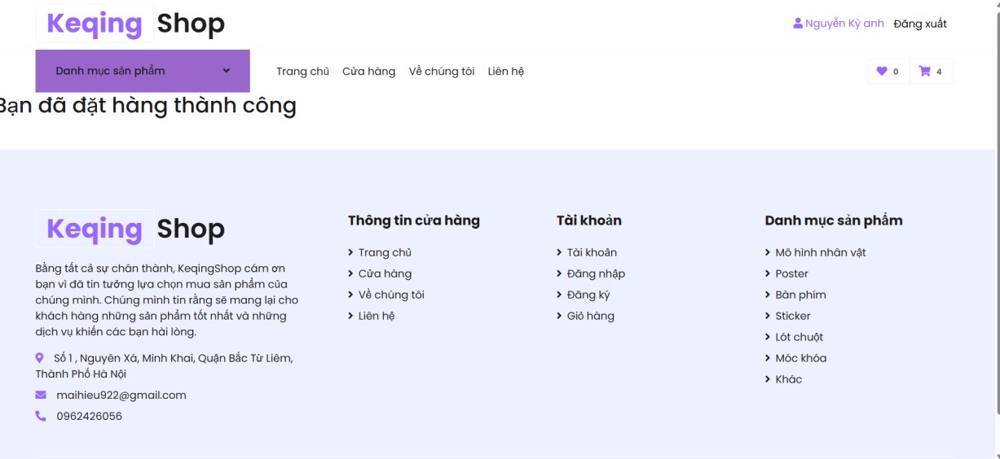 Keqing Shop
Nguyễn Kỳ anh Đăng xuất
Danh mục sản phẩm
Trang chủ Cửa hàng Về chúng tôi Liên hệ
0 4
Bạn đã đặt hàng thành công
Keqing Shop
Bằng tất cả sự chân thành, KeqingShop cám ơn
bạn vì đã tin tưởng lựa chọn mua sản phẩm của
chúng mình. Chúng mình tin rằng sẽ mang lại cho
khách hàng những sản phẩm tốt nhất và những
dịch vụ khiến các bạn hài lòng.
Số 1 , Nguyên Xá, Minh Khai, Quận Bắc Từ Liêm,
Thành Phố Hà Nội
maihieu922@gmail.com
0962426056
Thông tin cửa hàng
Trang chủ
Cửa hàng
Về chúng tôi
Liên hệ
Tài khoản
Tài khoản
Đăng nhập
Đăng ký
Giỏ hàng
Danh mục sản phẩm
Mô hình nhân vật
Poster
Bàn phím
Sticker
Lót chuột
Móc khóa
Khác